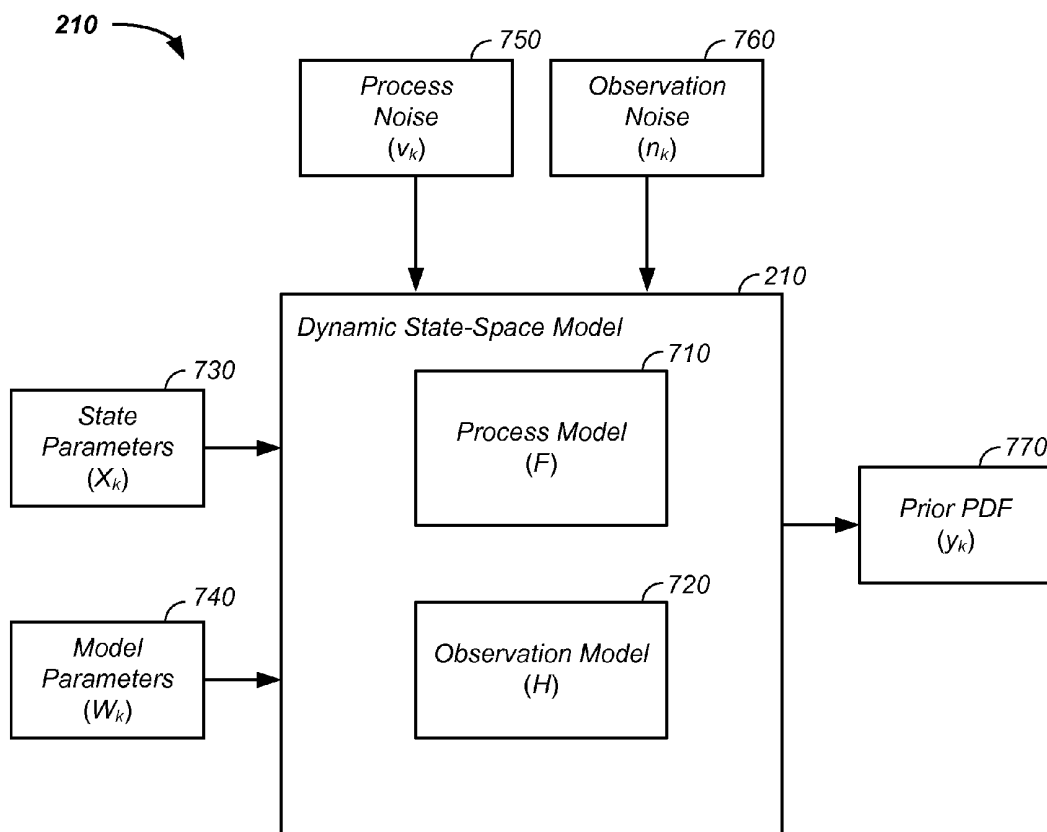 210
750
Process
Noise
(vₖ)
760
Observation
Noise
(nₖ)
210
Dynamic State-Space Model
730
State
Parameters
(Xₖ)
710
Process Model
(F)
770
Prior PDF
(yₖ)
740
Model
Parameters
(Wₖ)
720
Observation Model
(H)